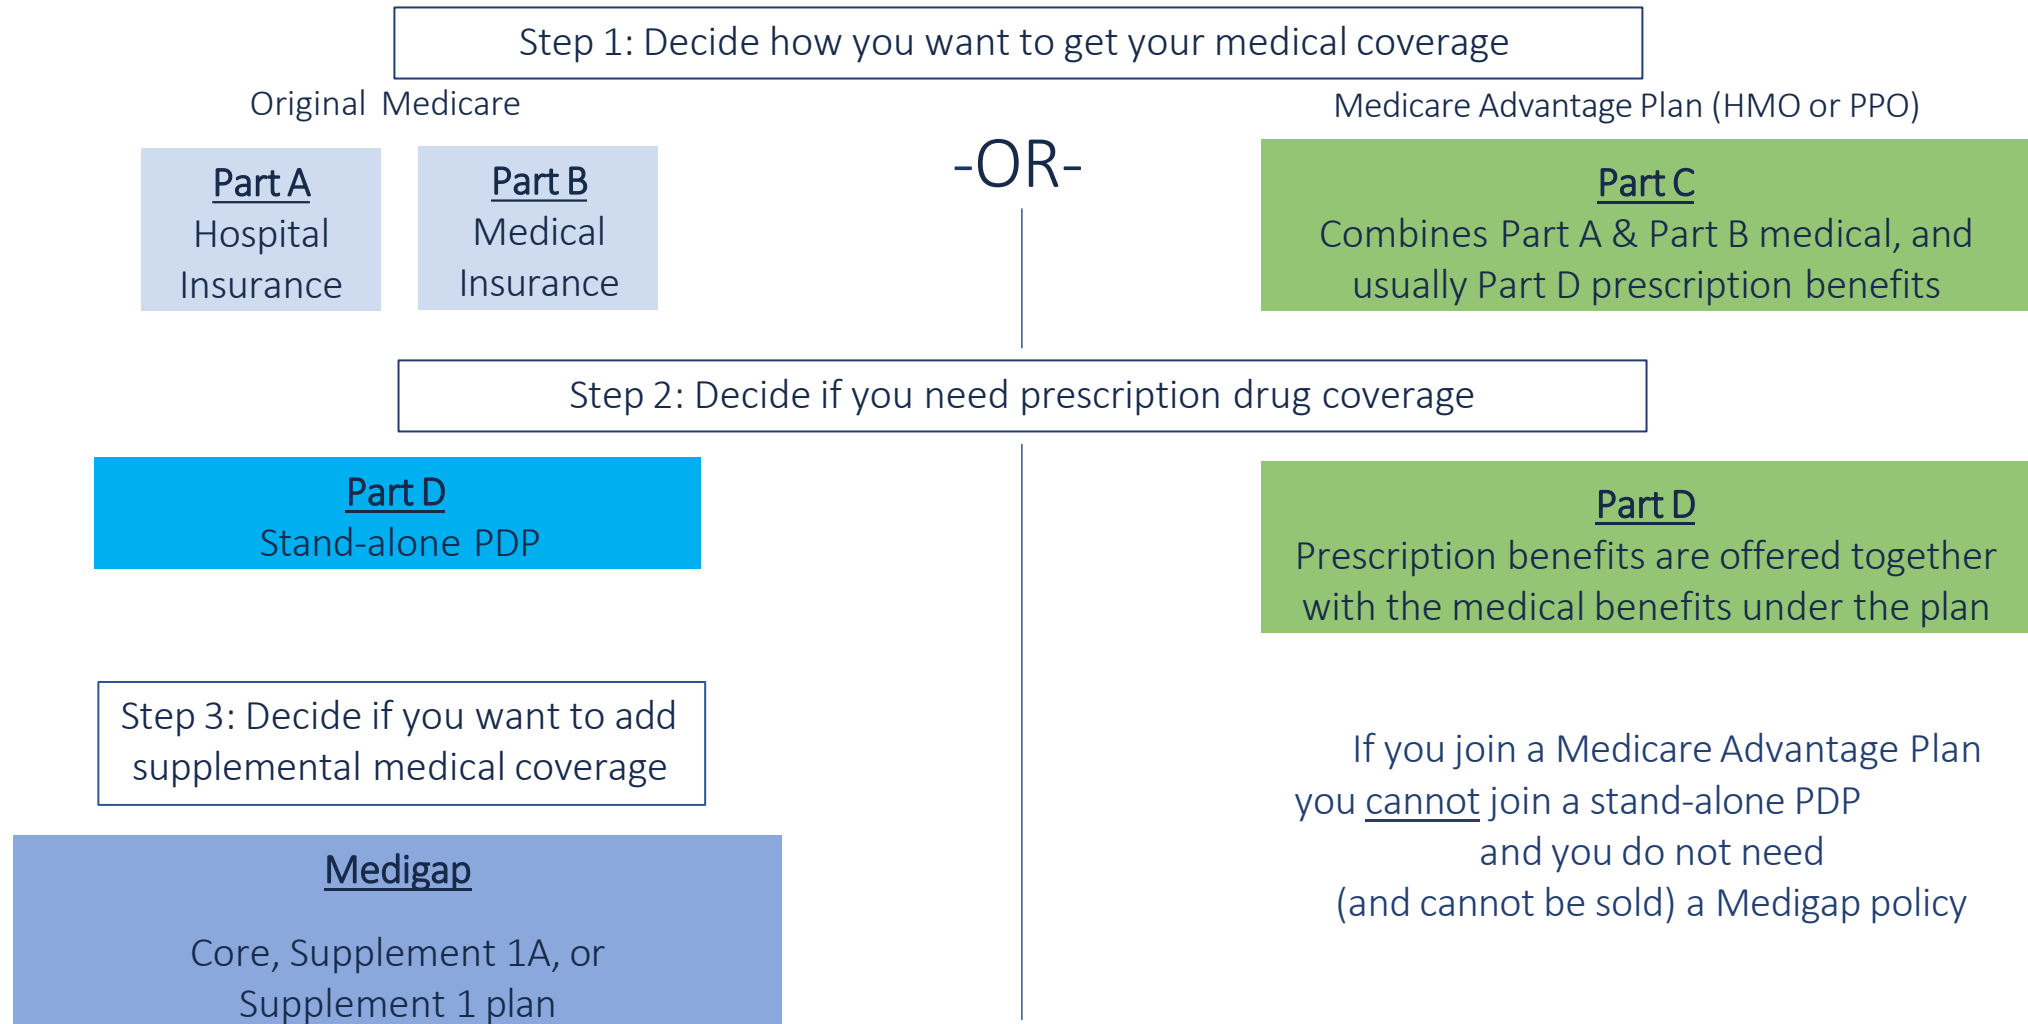 Step 1: Decide how you want to get your medical coverage
Original Medicare
Part A
Hospital
Insurance
Part B
Medical
Insurance
-OR-
Medicare Advantage Plan (HMO or PPO)
Part C
Combines Part A & Part B medical, and
usually Part D prescription benefits
Step 2: Decide if you need prescription drug coverage
Part D
Stand-alone PDP
Part D
Prescription benefits are offered together
with the medical benefits under the plan
Step 3: Decide if you want to add
supplemental medical coverage
Medigap
Core, Supplement 1A, or
Supplement 1 plan
If you join a Medicare Advantage Plan
you cannot join a stand-alone PDP
and you do not need
(and cannot be sold) a Medigap policy